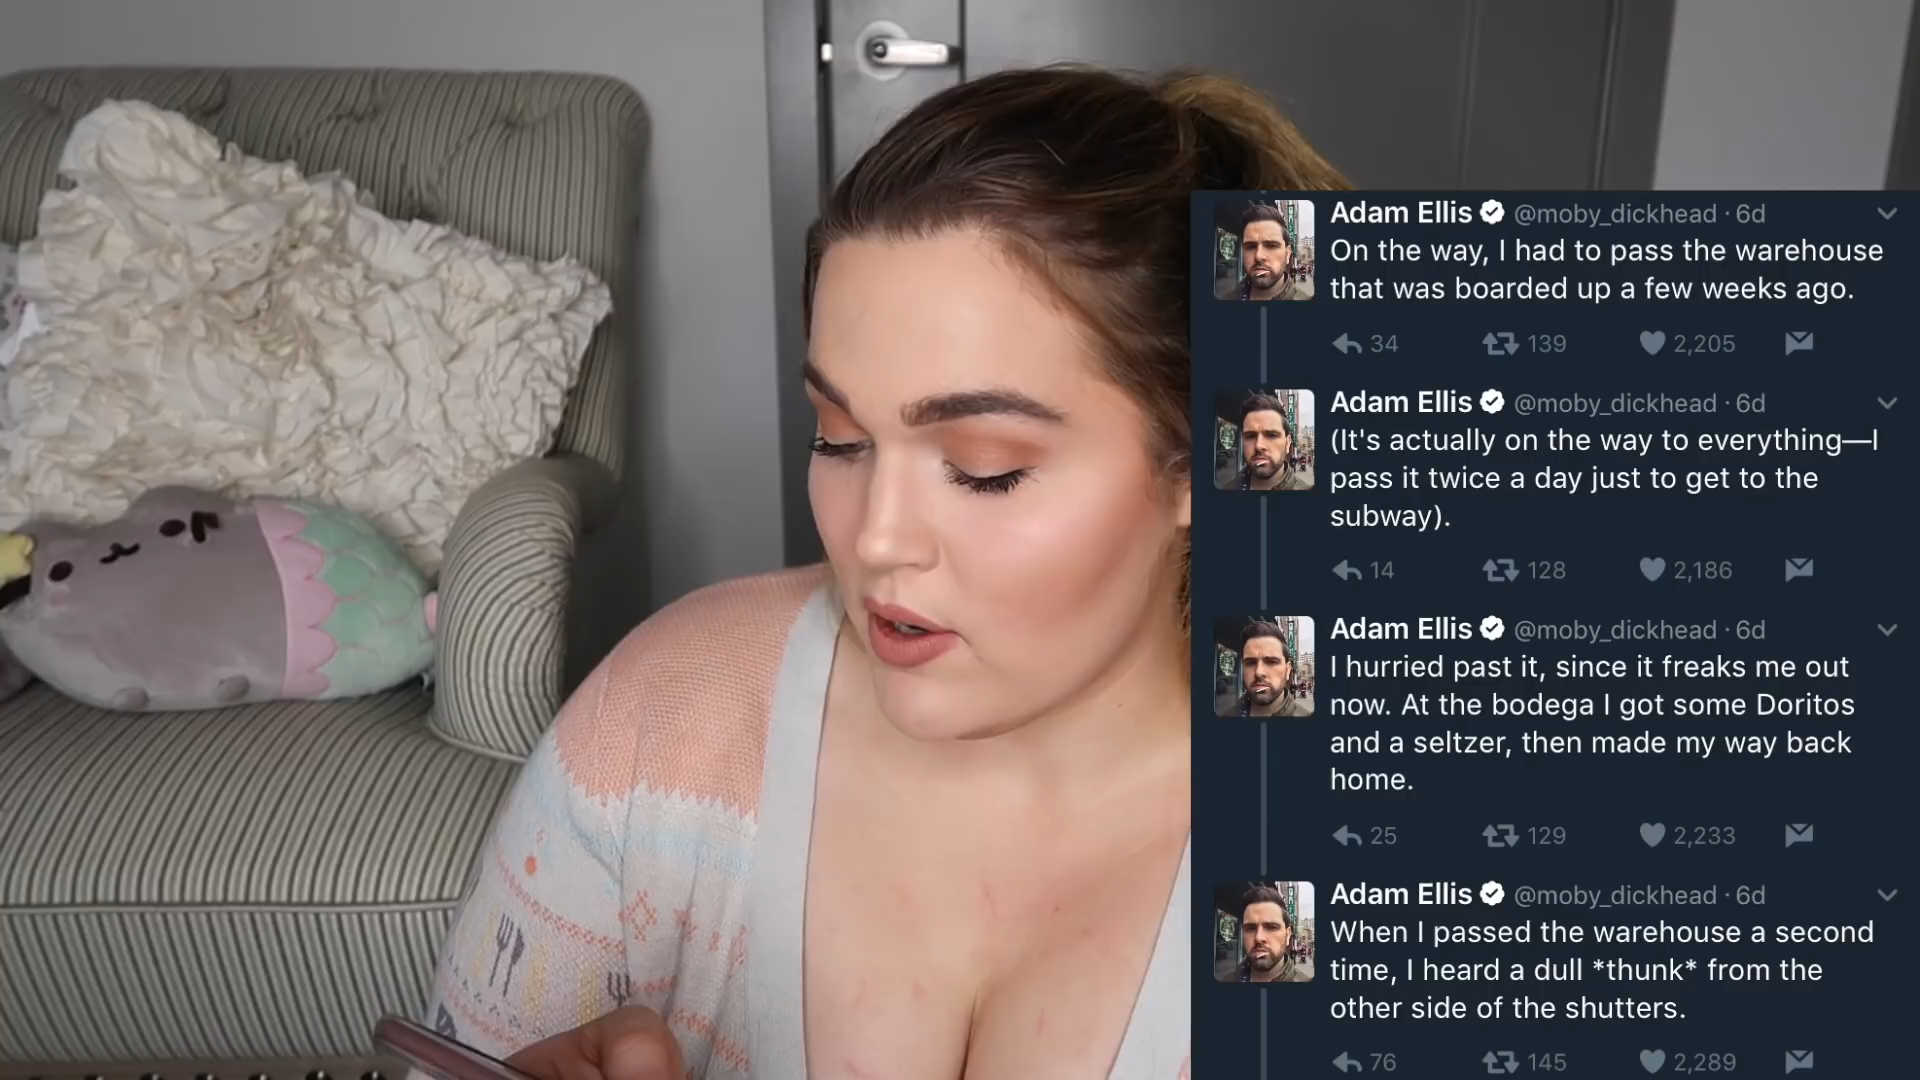 Adam Ellis @moby_dickhead · 6d
On the way, I had to pass the warehouse
that was boarded up a few weeks ago.
34 139 2,205
Adam Ellis @moby_dickhead · 6d
(It's actually on the way to everything—I
pass it twice a day just to get to the
subway).
14 128 2,186
Adam Ellis @moby_dickhead · 6d
I hurried past it, since it freaks me out
now. At the bodega I got some Doritos
and a seltzer, then made my way back
home.
25 129 2,233
Adam Ellis @moby_dickhead · 6d
When I passed the warehouse a second
time, I heard a dull *thunk* from the
other side of the shutters.
76 145 2,289